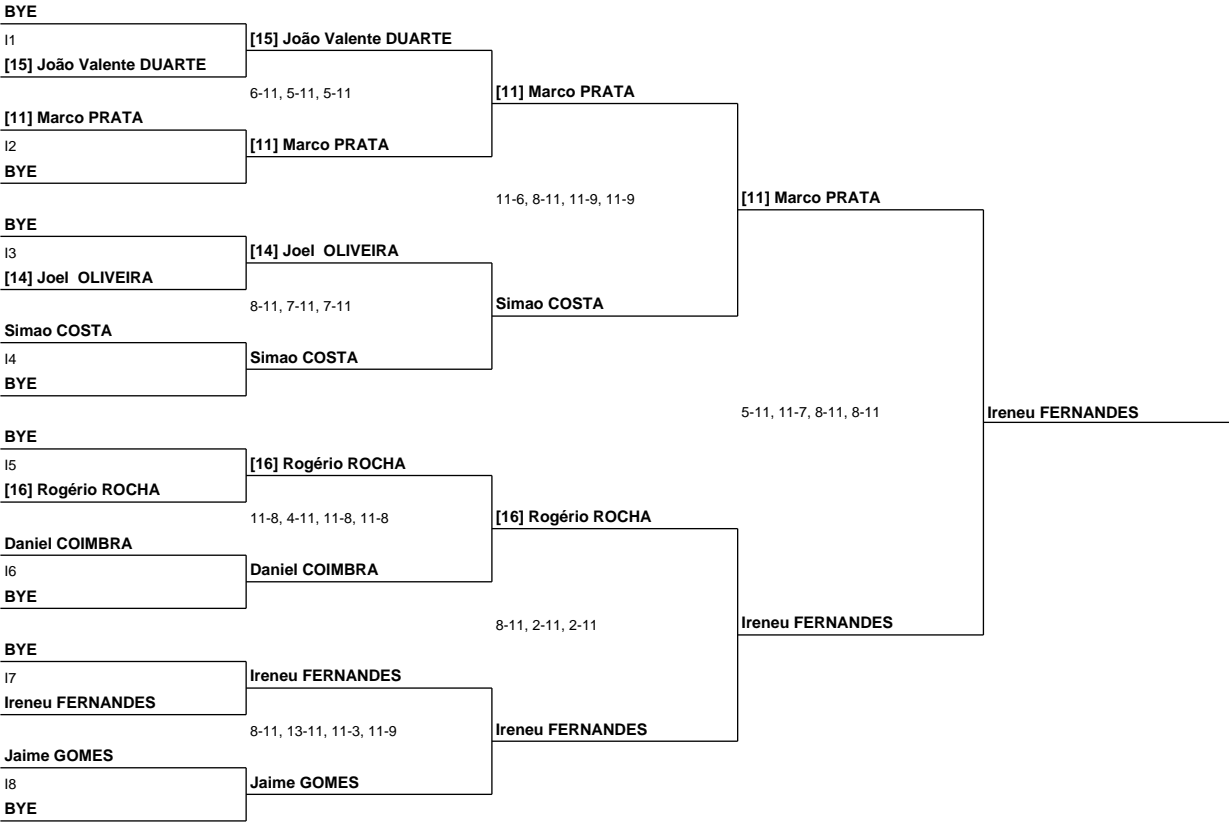 BYE
I1
[15] João Valente DUARTE
[15] João Valente DUARTE
6-11, 5-11, 5-11
[11] Marco PRATA
[11] Marco PRATA
I2
[11] Marco PRATA
BYE
11-6, 8-11, 11-9, 11-9
[11] Marco PRATA
BYE
I3
[14] Joel  OLIVEIRA
[14] Joel  OLIVEIRA
8-11, 7-11, 7-11
Simao COSTA
Simao COSTA
I4
Simao COSTA
BYE
5-11, 11-7, 8-11, 8-11
Ireneu FERNANDES
BYE
I5
[16] Rogério ROCHA
[16] Rogério ROCHA
11-8, 4-11, 11-8, 11-8
[16] Rogério ROCHA
Daniel COIMBRA
I6
Daniel COIMBRA
BYE
8-11, 2-11, 2-11
Ireneu FERNANDES
BYE
I7
Ireneu FERNANDES
Ireneu FERNANDES
8-11, 13-11, 11-3, 11-9
Ireneu FERNANDES
Jaime GOMES
I8
Jaime GOMES
BYE